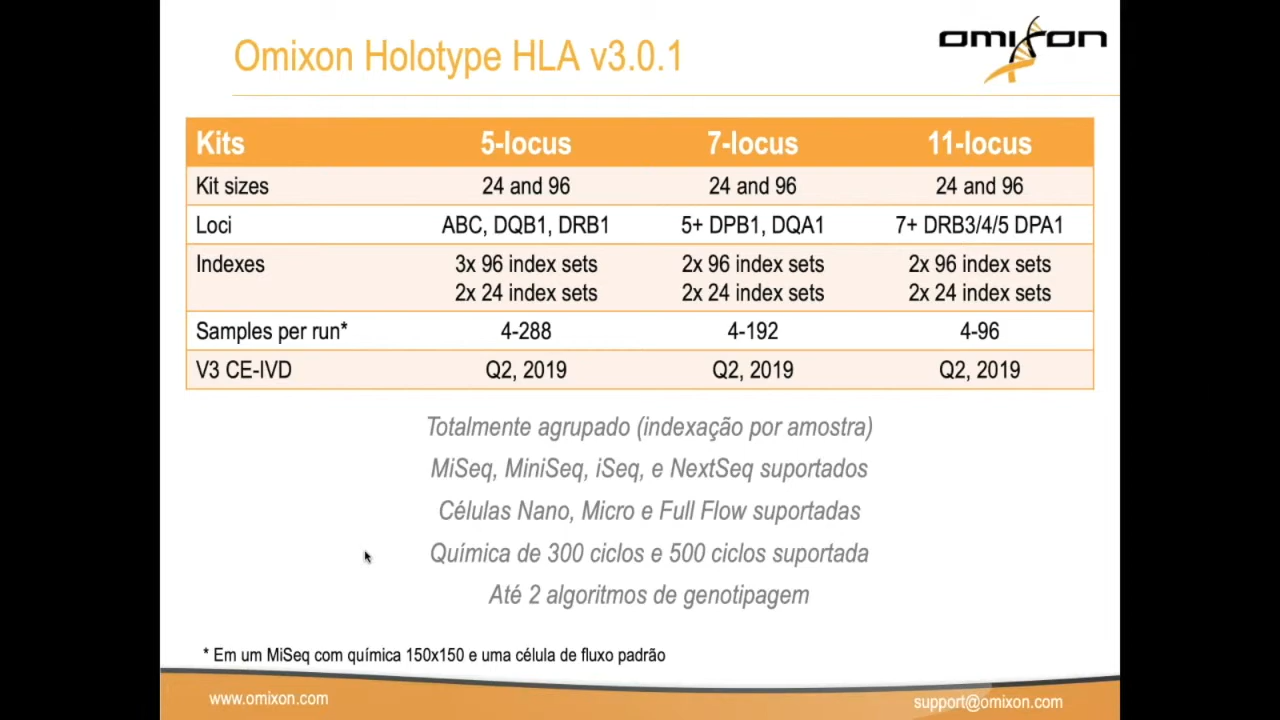 Omixon Holotype HLA v3.0.1
omixon
Kits 5-locus 7-locus 11-locus
Kit sizes 24 and 96 24 and 96 24 and 96
Loci ABC, DQB1, DRB1 5+ DPB1, DQA1 7+ DRB3/4/5 DPA1
Indexes 3x 96 index sets 2x 96 index sets 2x 96 index sets
2x 24 index sets 2x 24 index sets 2x 24 index sets
Samples per run* 4-288 4-192 4-96
V3 CE-IVD Q2, 2019 Q2, 2019 Q2, 2019
Totalmente agrupado (indexação por amostra)
MiSeq, MiniSeq, iSeq, e NextSeq suportados
Células Nano, Micro e Full Flow suportadas
Química de 300 ciclos e 500 ciclos suportada
Até 2 algoritmos de genotipagem
* Em um MiSeq com química 150x150 e uma célula de fluxo padrão
www.omixon.com support@omixon.com